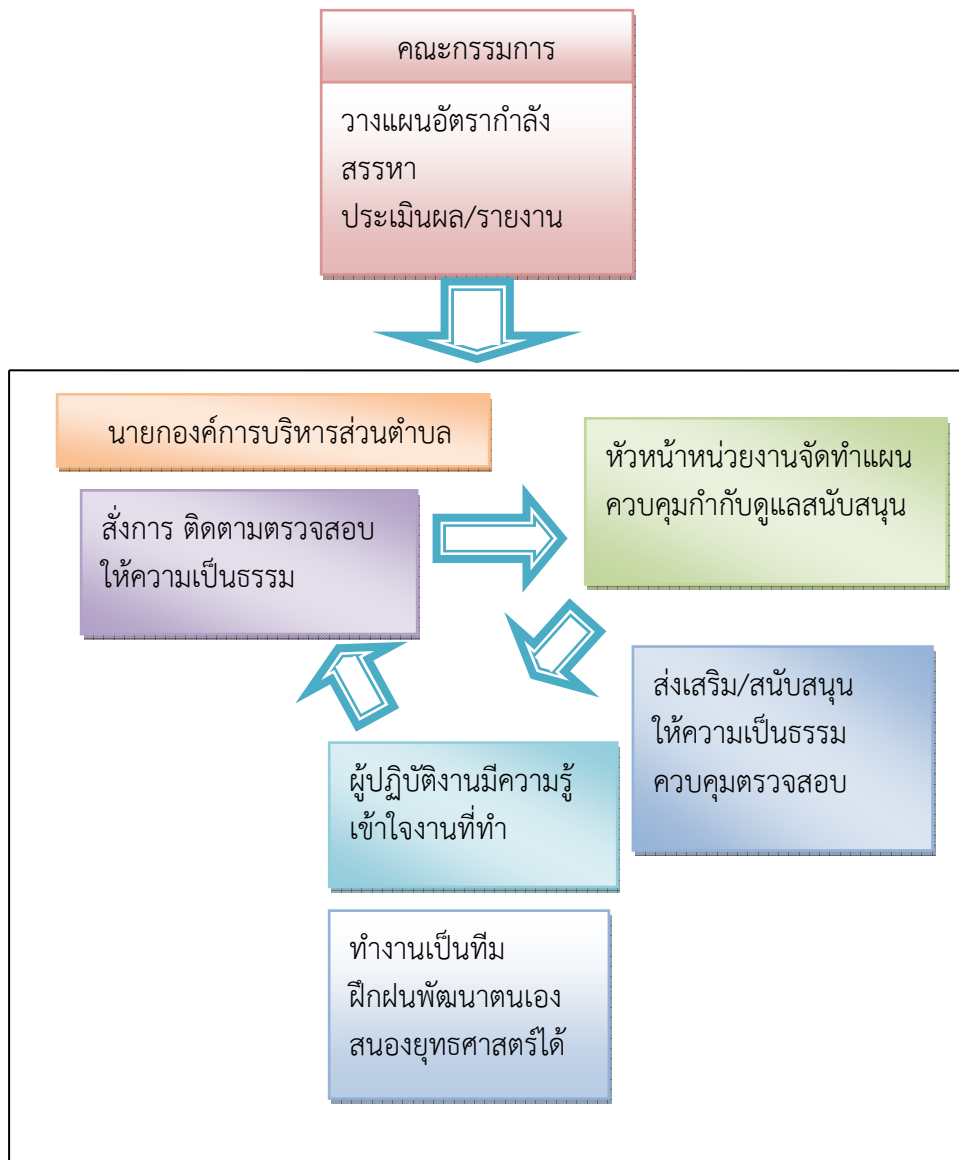 คณะกรรมการ
วางแผนอัตรากำลัง
สรรหา
ประเมินผล/รายงาน
นายกองค์การบริหารส่วนตำบล
สั่งการ ติดตามตรวจสอบ
ให้ความเป็นธรรม
หัวหน้าหน่วยงานจัดทำแผน
ควบคุมกำกับดูแลสนับสนุน
ส่งเสริม/สนับสนุน
ให้ความเป็นธรรม
ควบคุมตรวจสอบ
ผู้ปฏิบัติงานมีความรู้
เข้าใจงานที่ทำ
ทำงานเป็นทีม
ฝึกฝนพัฒนาตนเอง
สนองยุทธศาสตร์ได้